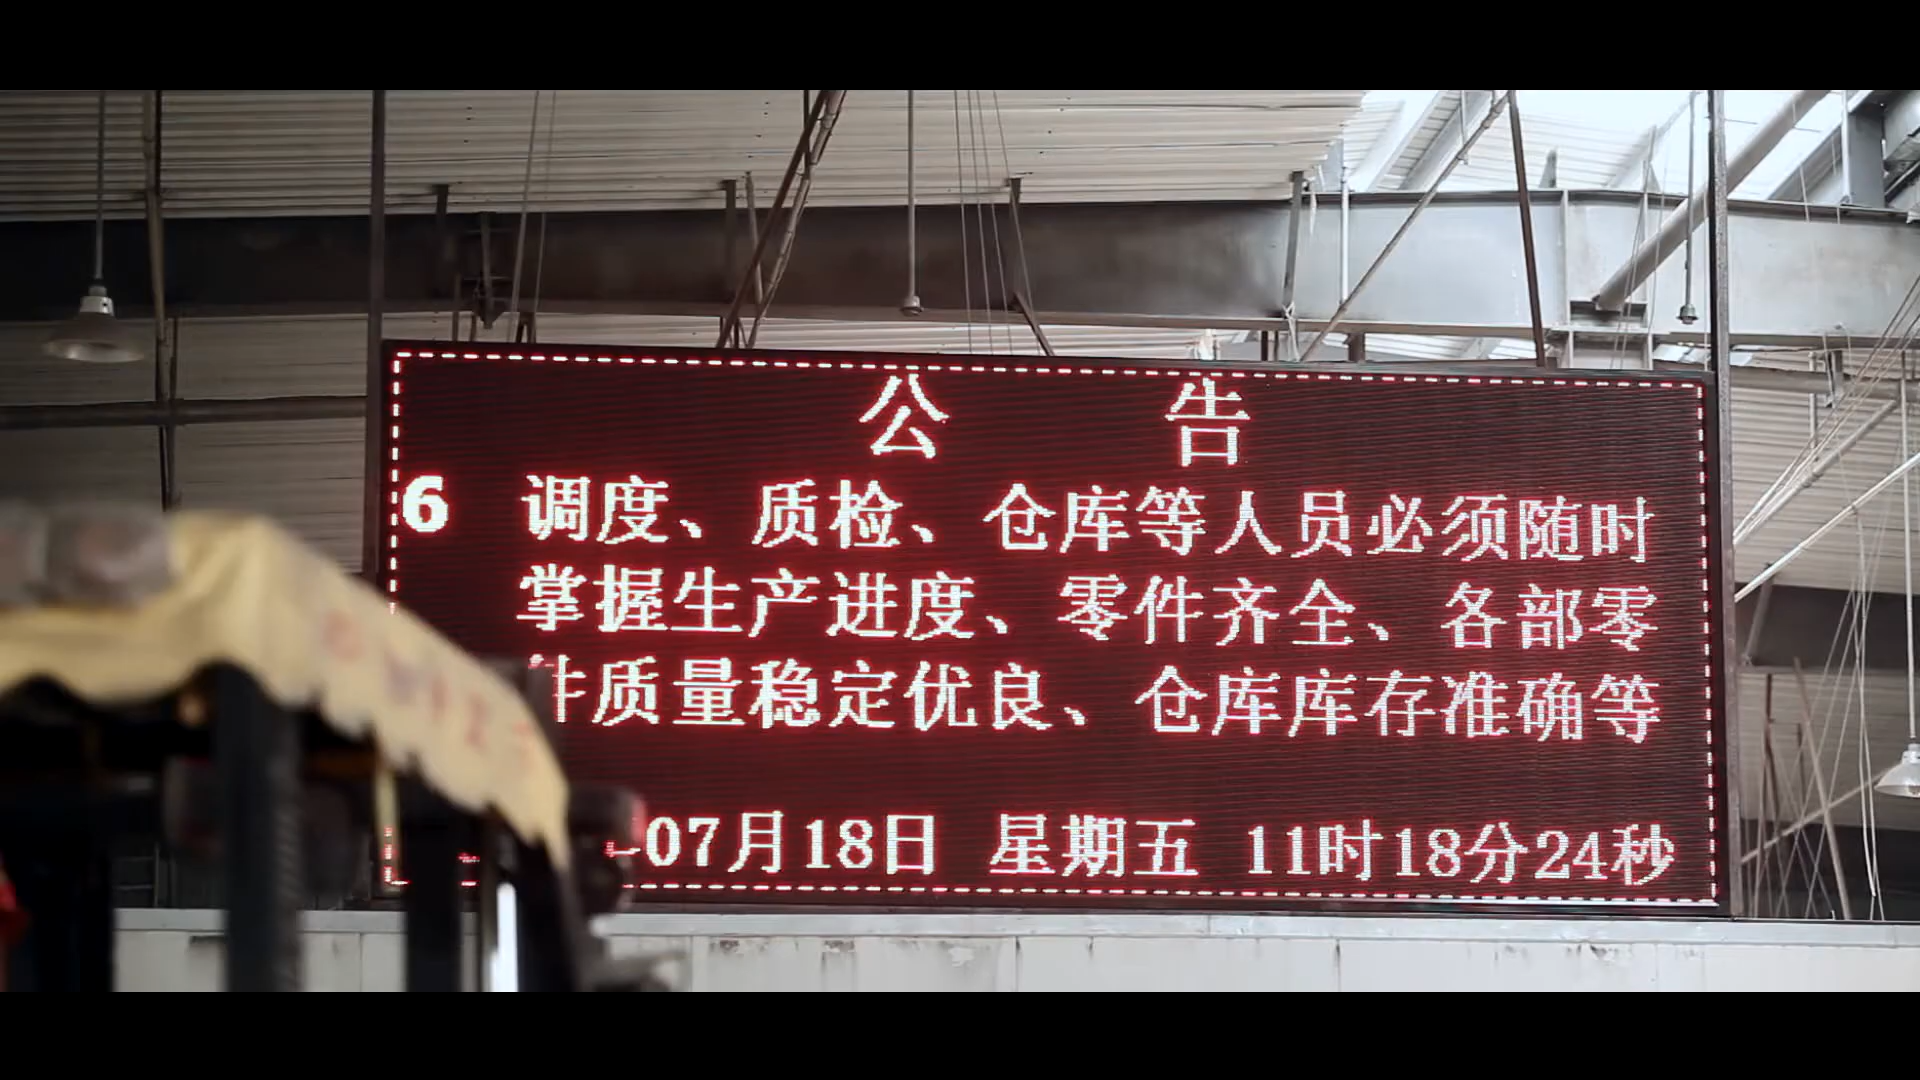 公 告
6 调度、质检、仓库等人员必须随时
掌握生产进度、零件齐全、各部零
件质量稳定优良、仓库库存准确等
07月18日 星期五 11时18分24秒